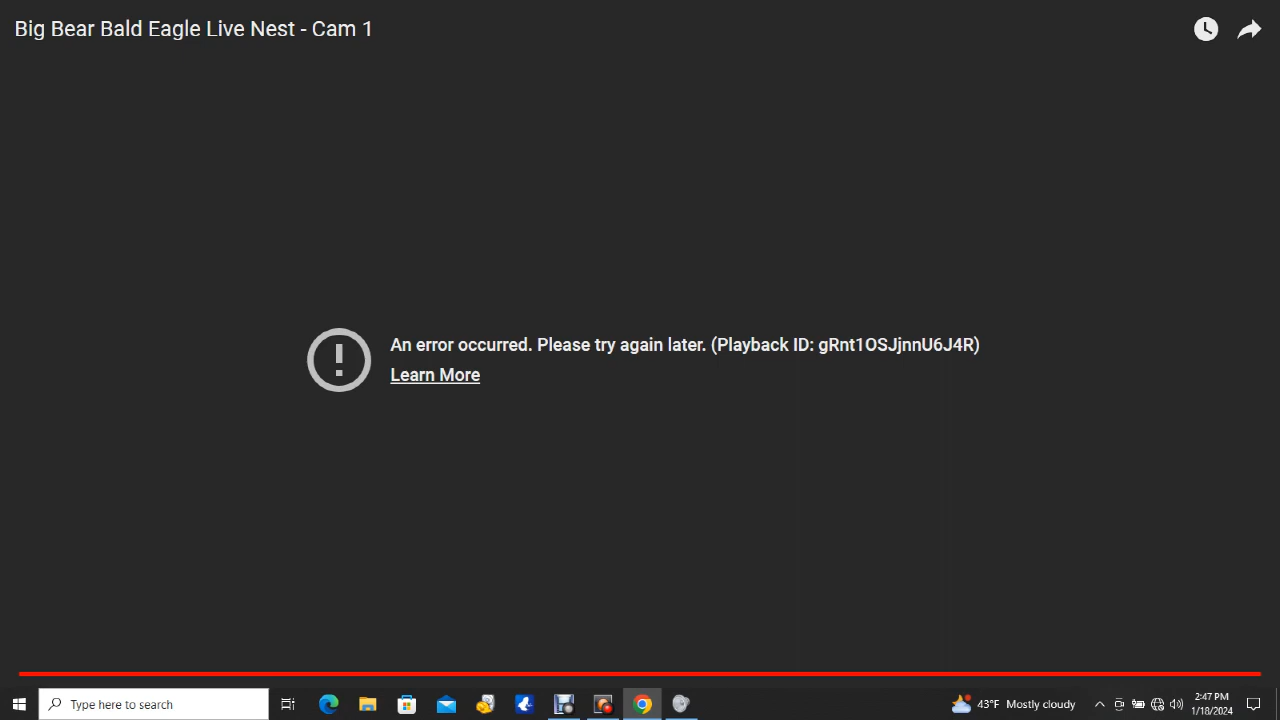 Big Bear Bald Eagle Live Nest - Cam 1
An error occurred. Please try again later. (Playback ID: gRnt1OSJjnnU6J4R)
Learn More
Type here to search
43°F Mostly cloudy
2:47 PM
1/18/2024